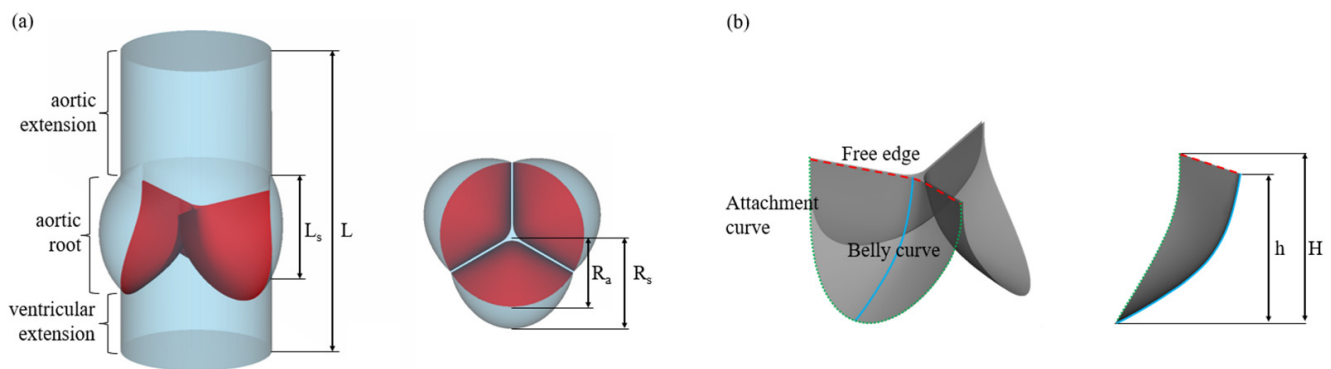 (a)
aortic
extension
aortic
root
ventricular
extension
Lₛ
L
Rₐ
Rₛ
(b)
Free edge
Attachment
curve
Belly curve
h
H